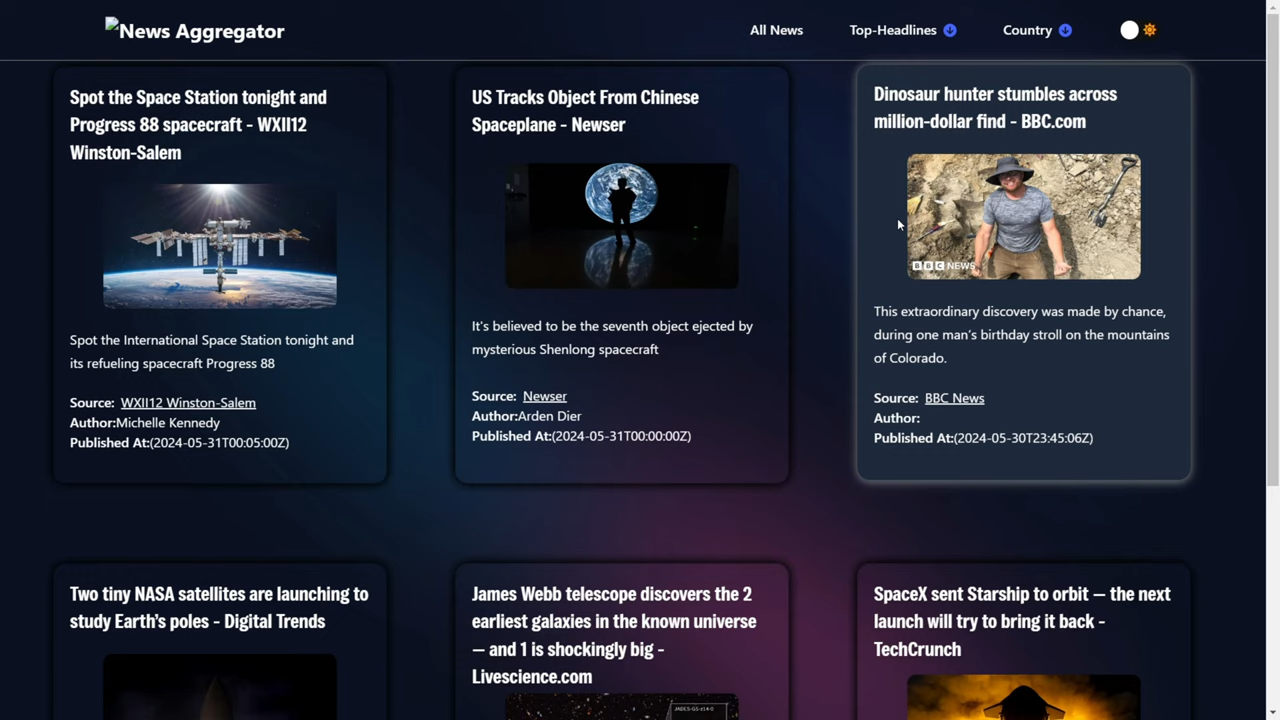 News Aggregator
All News
Top-Headlines
Country
Spot the Space Station tonight and
Progress 88 spacecraft - WXII12
Winston-Salem
Spot the International Space Station tonight and
its refueling spacecraft Progress 88
Source: WXII12 Winston-Salem
Author:Michelle Kennedy
Published At:(2024-05-31T00:05:00Z)
US Tracks Object From Chinese
Spaceplane - Newser
It's believed to be the seventh object ejected by
mysterious Shenlong spacecraft
Source: Newser
Author:Arden Dier
Published At:(2024-05-31T00:00:00Z)
Dinosaur hunter stumbles across
million-dollar find - BBC.com
BBC NEWS
This extraordinary discovery was made by chance,
during one man's birthday stroll on the mountains
of Colorado.
Source: BBC News
Author:
Published At:(2024-05-30T23:45:06Z)
Two tiny NASA satellites are launching to
study Earth's poles - Digital Trends
James Webb telescope discovers the 2
earliest galaxies in the known universe
— and 1 is shockingly big -
Livescience.com
JADES-GS-z14-0
SpaceX sent Starship to orbit — the next
launch will try to bring it back -
TechCrunch